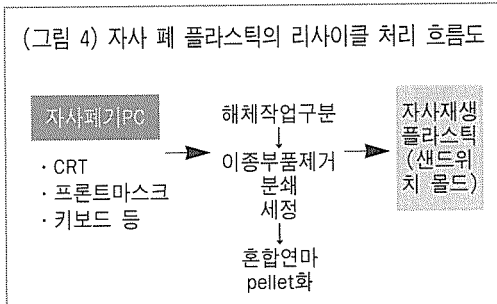 (그림 4) 자사 폐 플라스틱의 리사이클 처리 흐름도
자사폐기PC
· CRT
· 프론트마스크
· 키보드 등
해체작업구분
이종부품제거
분쇄
세정
혼합연마
pellet화
자사재생
플라스틱
(샌드위
치 몰드)